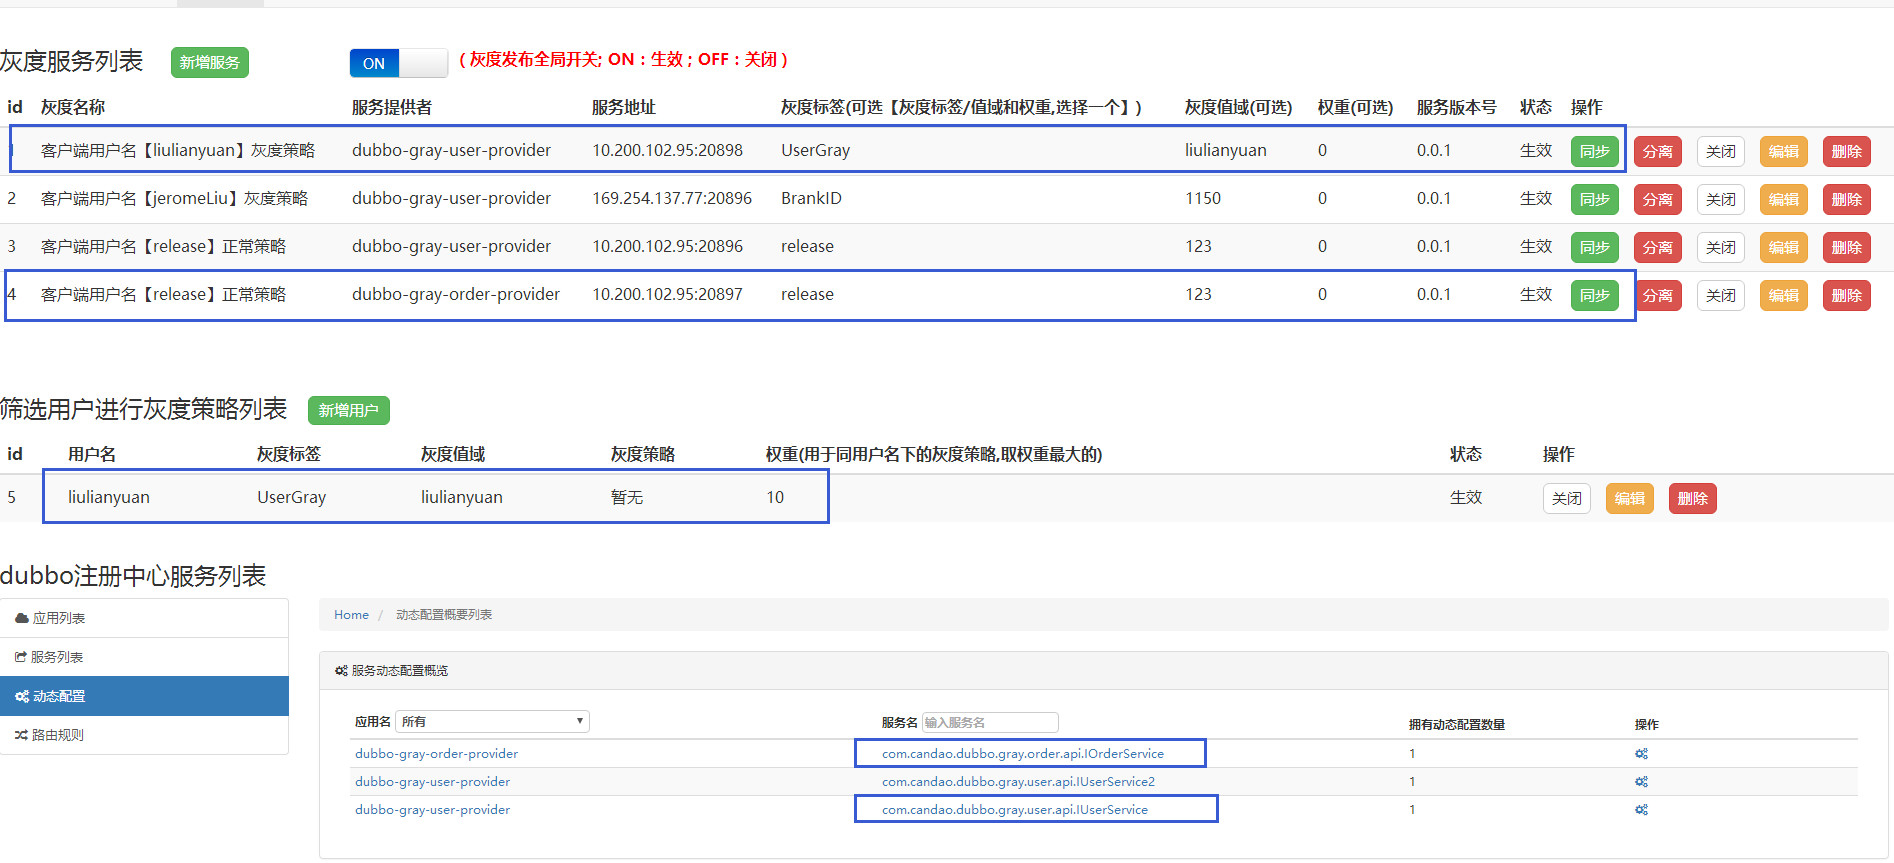 灰度服务列表 新增服务 ON （灰度发布全局开关; ON：生效；OFF：关闭）
id 灰度名称 服务提供者 服务地址 灰度标签(可选【灰度标签/值域和权重,选择一个】) 灰度值域(可选) 权重(可选) 服务版本号 状态 操作
1 客户端用户名【liulianyuan】灰度策略 dubbo-gray-user-provider 10.200.102.95:20898 UserGray liulianyuan 0 0.0.1 生效 同步 分离 关闭 编辑 删除
2 客户端用户名【jeromeLiu】灰度策略 dubbo-gray-user-provider 169.254.137.77:20896 BrankID 1150 0 0.0.1 生效 同步 分离 关闭 编辑 删除
3 客户端用户名【release】正常策略 dubbo-gray-user-provider 10.200.102.95:20896 release 123 0 0.0.1 生效 同步 分离 关闭 编辑 删除
4 客户端用户名【release】正常策略 dubbo-gray-order-provider 10.200.102.95:20897 release 123 0 0.0.1 生效 同步 分离 关闭 编辑 删除
筛选用户进行灰度策略列表 新增用户
id 用户名 灰度标签 灰度值域 灰度策略 权重(用于同用户名下的灰度策略,取权重最大的) 状态 操作
5 liulianyuan UserGray liulianyuan 暂无 10 生效 关闭 编辑 删除
dubbo注册中心服务列表
应用列表
服务列表
动态配置
路由规则
Home / 动态配置概要列表
服务动态配置概览
应用名 所有 服务名 输入服务名 拥有动态配置数量 操作
dubbo-gray-order-provider com.candao.dubbo.gray.order.api.IOrderService 1
dubbo-gray-user-provider com.candao.dubbo.gray.user.api.IUserService2 1
dubbo-gray-user-provider com.candao.dubbo.gray.user.api.IUserService 1